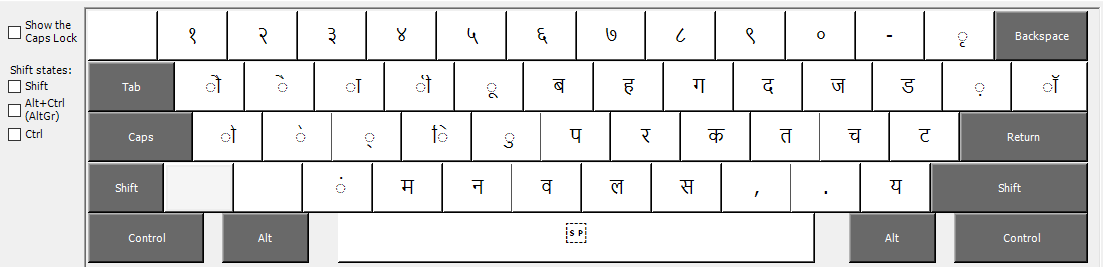 Show the
Caps Lock
Shift states:
Shift
Alt+Ctrl
(AltGr)
Ctrl
१ २ ३ ४ ५ ६ ७ ८ ९ ० - ृ Backspace
Tab ौ ै ा ी ू ब ह ग द ज ड ़ ॉ
Caps ो े ् ि ु प र क त च ट Return
Shift ं म न व ल स , . य Shift
Control Alt SP Alt Control